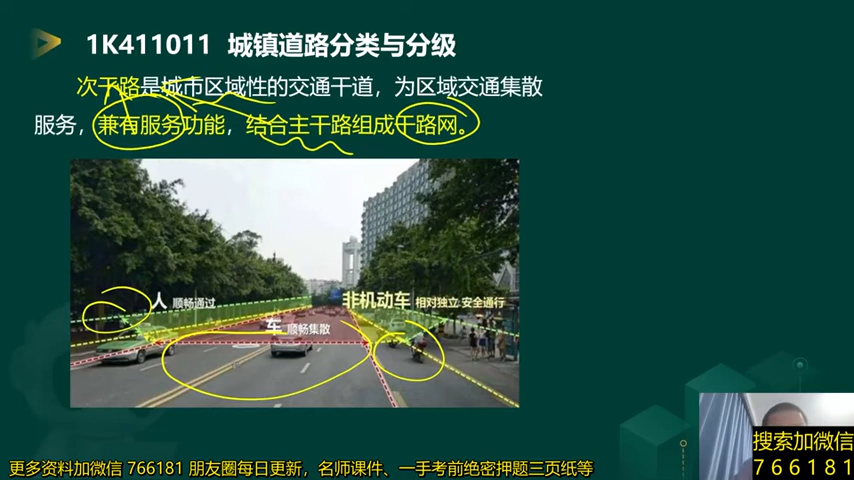 1K411011 城镇道路分类与分级
次干路是城市区域性的交通干道，为区域交通集散
服务，兼有服务功能，结合主干路组成干路网。
人 顺畅通过
非机动车 相对独立 安全通行
车 顺畅集散
搜索加微信
766181
更多资料加微信 766181 朋友圈每日更新，名师课件、一手考前绝密押题三页纸等